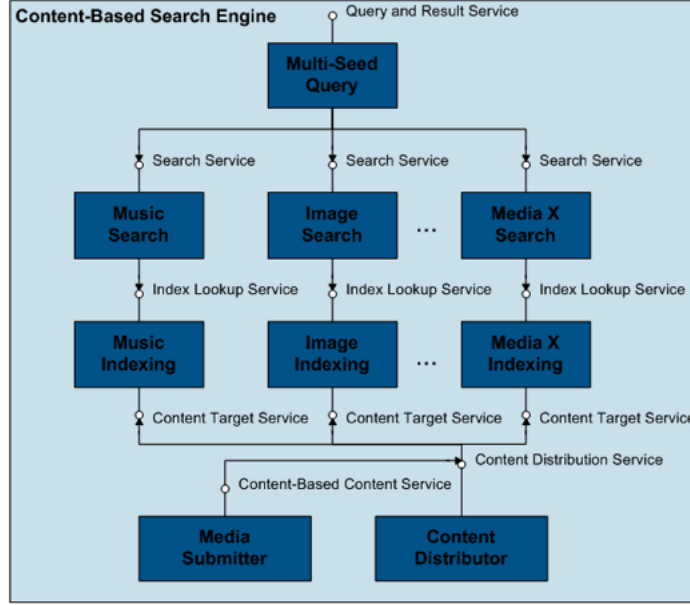 Content-Based Search Engine
Query and Result Service
Multi-Seed
Query
Search Service
Search Service
Search Service
Music
Search
Image
Search
...
Media X
Search
Index Lookup Service
Index Lookup Service
Index Lookup Service
Music
Indexing
Image
Indexing
...
Media X
Indexing
Content Target Service
Content Target Service
Content Target Service
Content Distribution Service
Content-Based Content Service
Media
Submitter
Content
Distributor